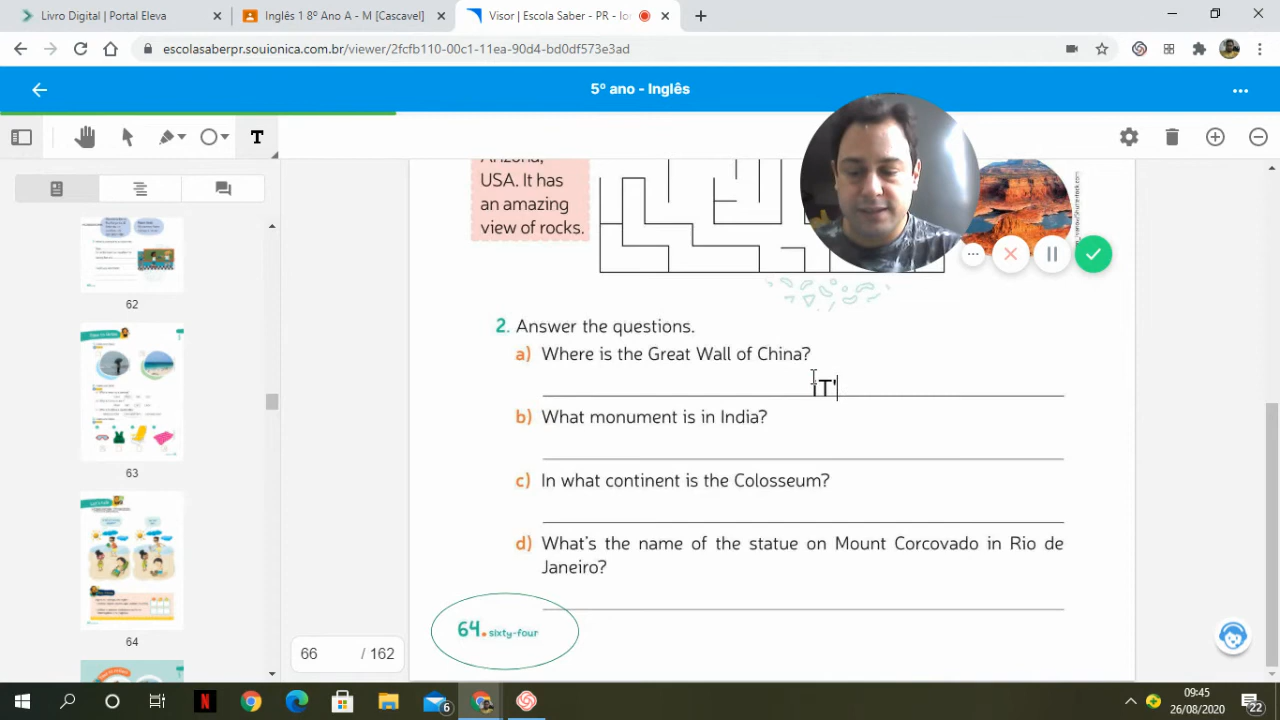 Livro Digital | Portal Eleva
Inglês 1 8º Ano A - M [Cascavel]
Visor | Escola Saber - PR - Ior
escolasaberpr.souionica.com.br/viewer/2fcfb110-00c1-11ea-90d4-bd0df573e3ad
5º ano - Inglês
T
USA. It has
an amazing
view of rocks.
62
63
64
2. Answer the questions.
a) Where is the Great Wall of China?
iT'
b) What monument is in India?
c) In what continent is the Colosseum?
d) What's the name of the statue on Mount Corcovado in Rio de
Janeiro?
64. sixty-four
66 / 162
6
09:45
26/08/2020
22